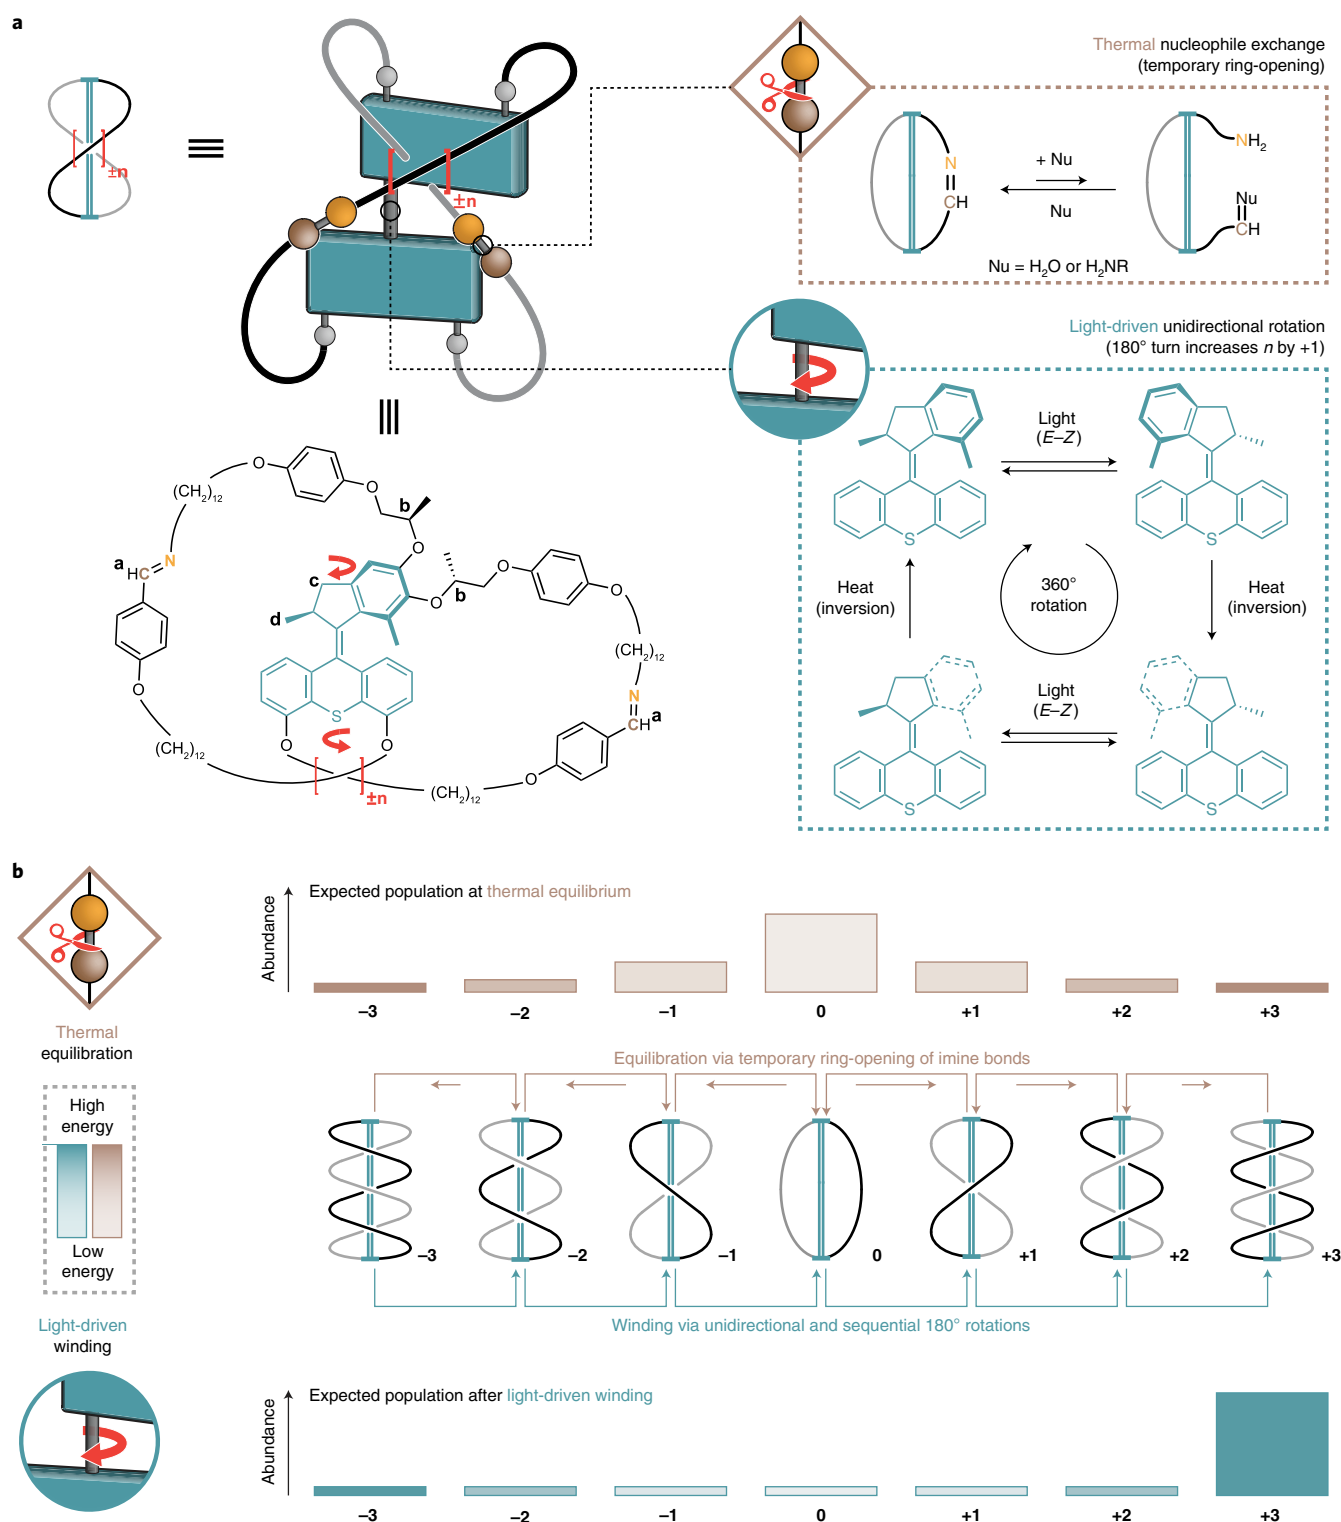 a
±n
±n
Thermal nucleophile exchange
(temporary ring-opening)
N
CH
+ Nu
Nu
NH2
Nu
CH
Nu = H2O or H2NR
Light-driven unidirectional rotation
(180° turn increases n by +1)
Light
(E–Z)
S
S
Heat
(inversion)
360°
rotation
Heat
(inversion)
Light
(E–Z)
S
S
O
(CH2)12
O
b
O
a
HC
N
c
d
O
b
O
O
(CH2)12
N
CH
a
O
S
O
O
(CH2)12
±n
(CH2)12
O
b
Abundance
Expected population at thermal equilibrium
–3
–2
–1
0
+1
+2
+3
Thermal
equilibration
Equilibration via temporary ring-opening of imine bonds
High
energy
Low
energy
–3
–2
–1
0
+1
+2
+3
Light-driven
winding
Winding via unidirectional and sequential 180° rotations
Abundance
Expected population after light-driven winding
–3
–2
–1
0
+1
+2
+3